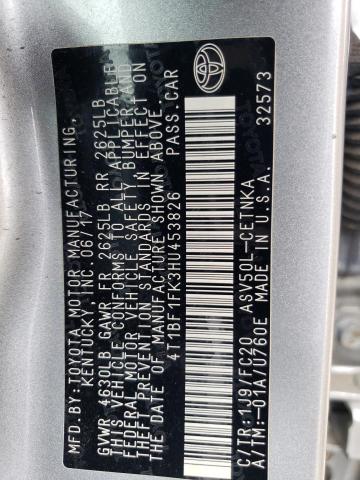 MFD. BY: TOYOTA MOTOR MANUFACTURING,
KENTUCKY, INC. 06/17
GVWR 4630LB GAWR FR 2625LB RR 2625LB
THIS VEHICLE CONFORMS TO ALL APPLICABLE
FEDERAL MOTOR VEHICLE SAFETY, BUMPER, AND
THEFT PREVENTION STANDARDS IN EFFECT ON
THE DATE OF MANUFACTURE SHOWN ABOVE.
4T1BF1FK3HU453826 PASS. CAR
C/TR: 1J9/FC20 ASV50L-CETNKA
A/TM: -01A/U760E U.S.A.
32573